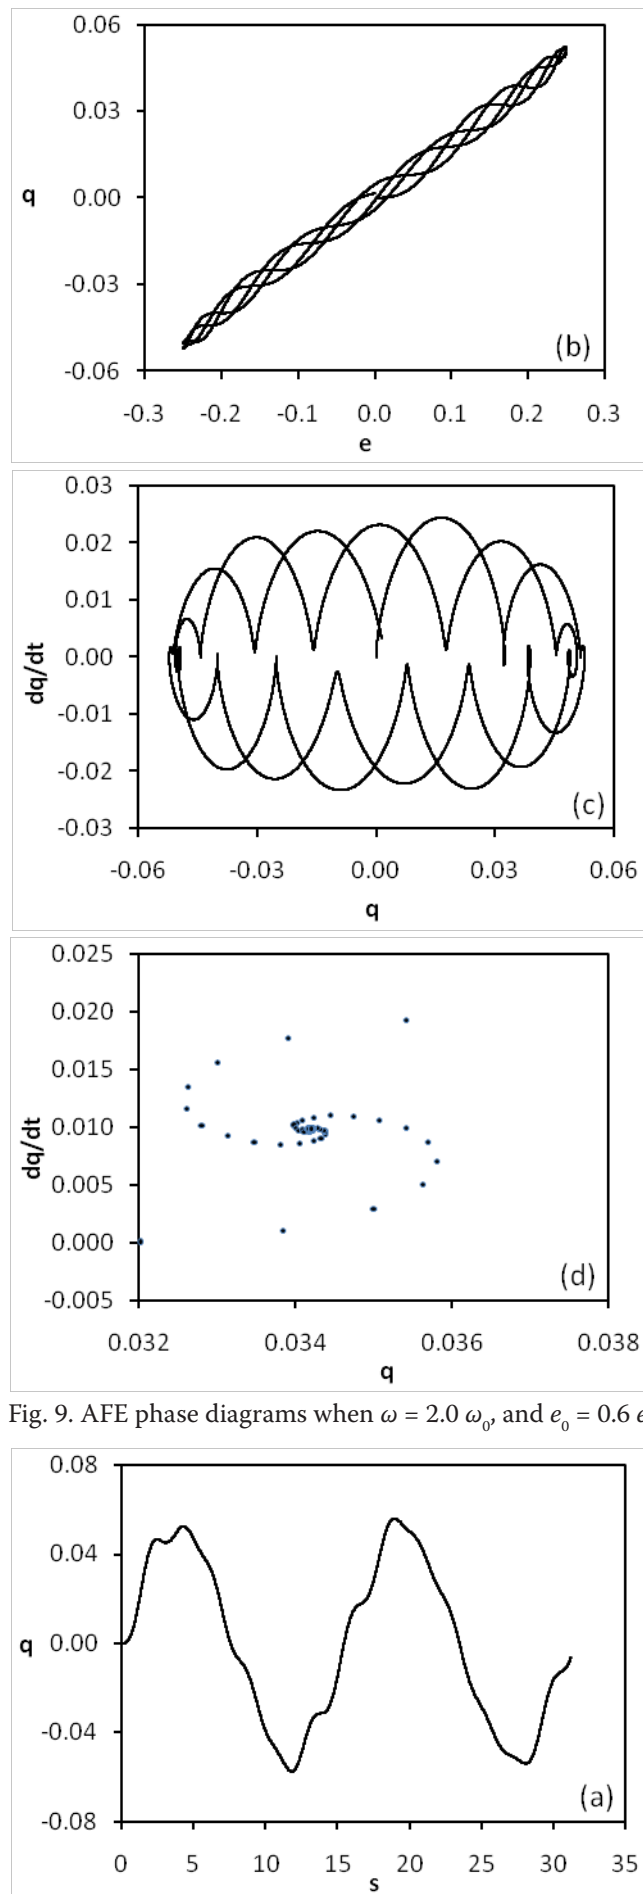 0.06
0.03
q 0.00
-0.03
-0.06
(b)
-0.3 -0.2 -0.1 0.0 0.1 0.2 0.3
e
0.03
0.02
0.01
dq/dt 0.00
-0.01
-0.02
-0.03
(c)
-0.06 -0.03 0.00 0.03 0.06
q
0.025
0.020
0.015
dq/dt 0.010
0.005
0.000
-0.005
(d)
0.032 0.034 0.036 0.038
q
Fig. 9. AFE phase diagrams when ω = 2.0 ω₀, and e₀ = 0.6
0.08
0.04
q 0.00
-0.04
-0.08
(a)
0 5 10 15 20 25 30 35
s